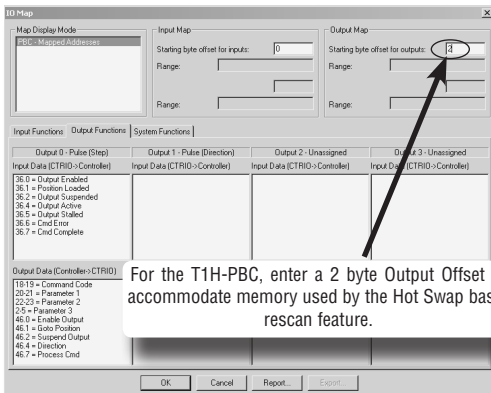 IO Map
Map Display Mode
PBC - Mapped Addresses
Input Map
Starting byte offset for inputs: 0
Range:
Range:
Output Map
Starting byte offset for outputs: 2
Range:
Range:
Input Functions Output Functions System Functions
Output 0 - Pulse (Step) Output 1 - Pulse (Direction) Output 2 - Unassigned Output 3 - Unassigned
Input Data (CTRIO->Controller) Input Data (CTRIO->Controller) Input Data (CTRIO->Controller) Input Data (CTRIO->Controller)
36.0 = Output Enabled
36.1 = Position Loaded
36.2 = Output Suspended
36.4 = Output Active
36.5 = Output Stalled
36.6 = Cmd Error
36.7 = Cmd Complete
Output Data (Controller->CTRIO)
18-19 = Command Code
20-21 = Parameter 1
22-23 = Parameter 2
2-5 = Parameter 3
46.0 = Enable Output
46.1 = Goto Position
46.2 = Suspend Output
46.4 = Direction
46.7 = Process Cmd
For the T1H-PBC, enter a 2 byte Output Offset
accommodate memory used by the Hot Swap bas
rescan feature.
OK Cancel Report... Export...